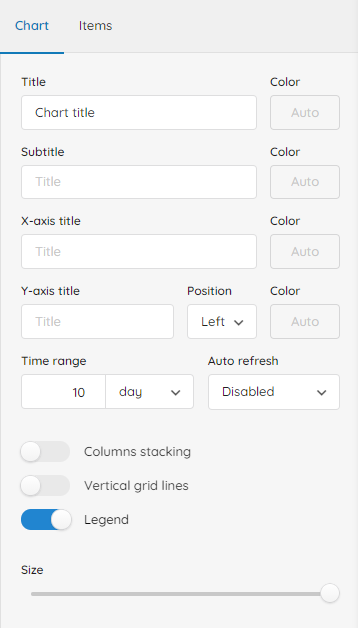 Chart Items
Title Color
Chart title Auto
Subtitle Color
Title Auto
X-axis title Color
Title Auto
Y-axis title Position Color
Title Left Auto
Time range Auto refresh
10 day Disabled
Columns stacking
Vertical grid lines
Legend
Size